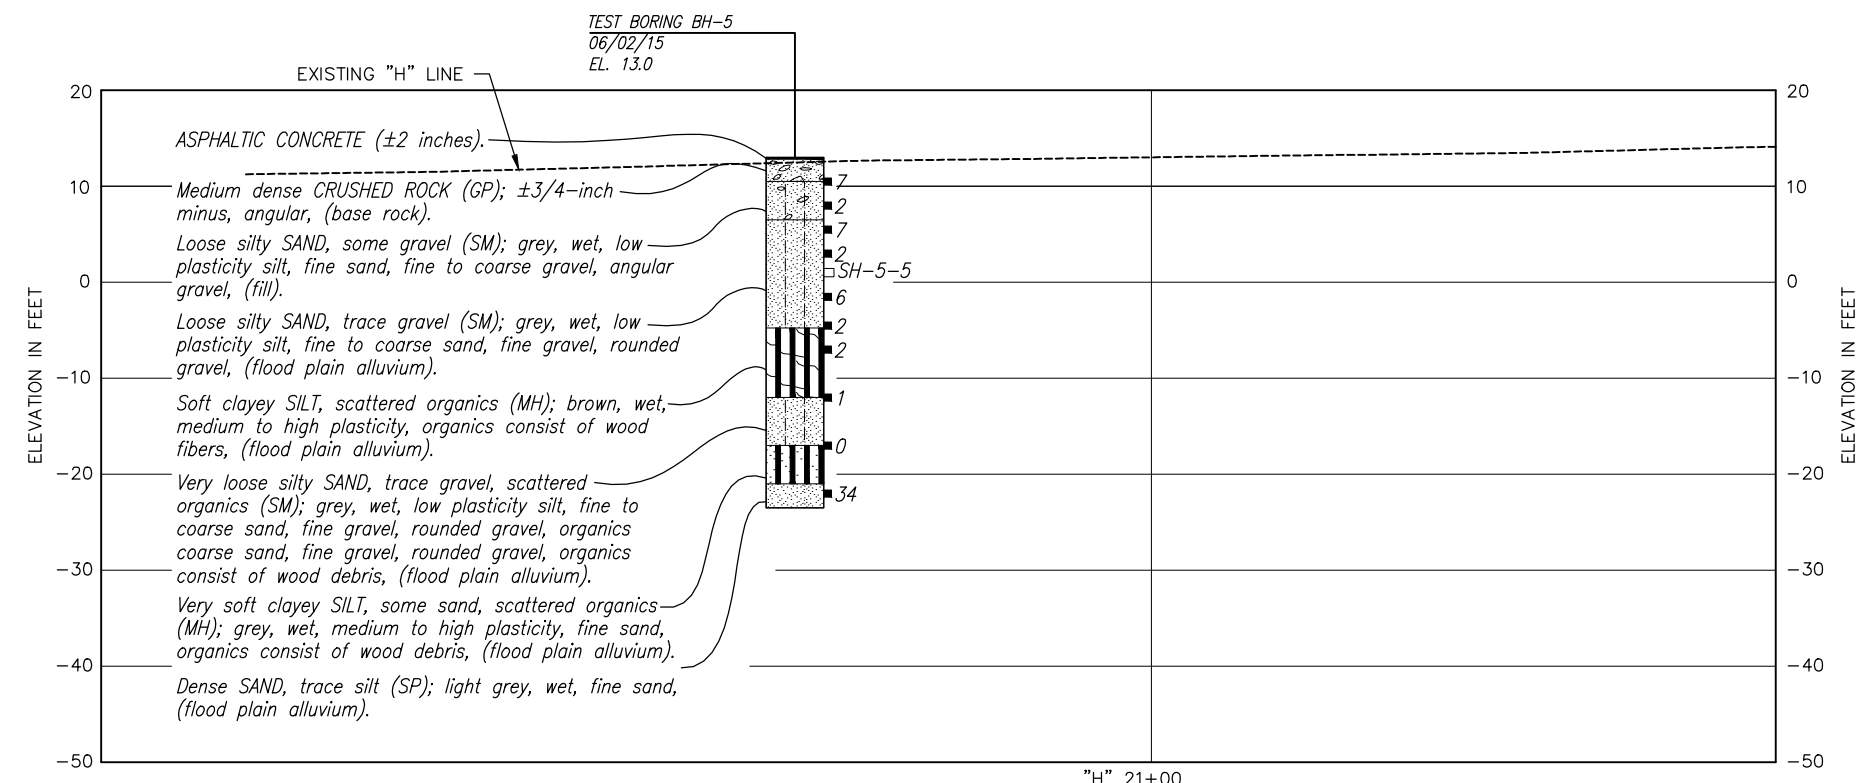 TEST BORING BH-5
06/02/15
EL. 13.0
EXISTING "H" LINE
20
20
ASPHALTIC CONCRETE (±2 inches).
10
10
Medium dense CRUSHED ROCK (GP); ±3/4-inch
minus, angular, (base rock).
7
2
Loose silty SAND, some gravel (SM); grey, wet, low
plasticity silt, fine sand, fine to coarse gravel, angular
gravel, (fill).
7
2
SH-5-5
0
0
6
Loose silty SAND, trace gravel (SM); grey, wet, low
plasticity silt, fine to coarse sand, fine gravel, rounded
gravel, (flood plain alluvium).
2
2
-10
-10
Soft clayey SILT, scattered organics (MH); brown, wet,
medium to high plasticity, organics consist of wood
fibers, (flood plain alluvium).
1
0
-20
-20
Very loose silty SAND, trace gravel, scattered
organics (SM); grey, wet, low plasticity silt, fine to
coarse sand, fine gravel, rounded gravel, organics
coarse sand, fine gravel, rounded gravel, organics
consist of wood debris, (flood plain alluvium).
34
-30
-30
Very soft clayey SILT, some sand, scattered organics
(MH); grey, wet, medium to high plasticity, fine sand,
organics consist of wood debris, (flood plain alluvium).
-40
-40
Dense SAND, trace silt (SP); light grey, wet, fine sand,
(flood plain alluvium).
-50
-50
ELEVATION IN FEET
ELEVATION IN FEET
"H" 21+00